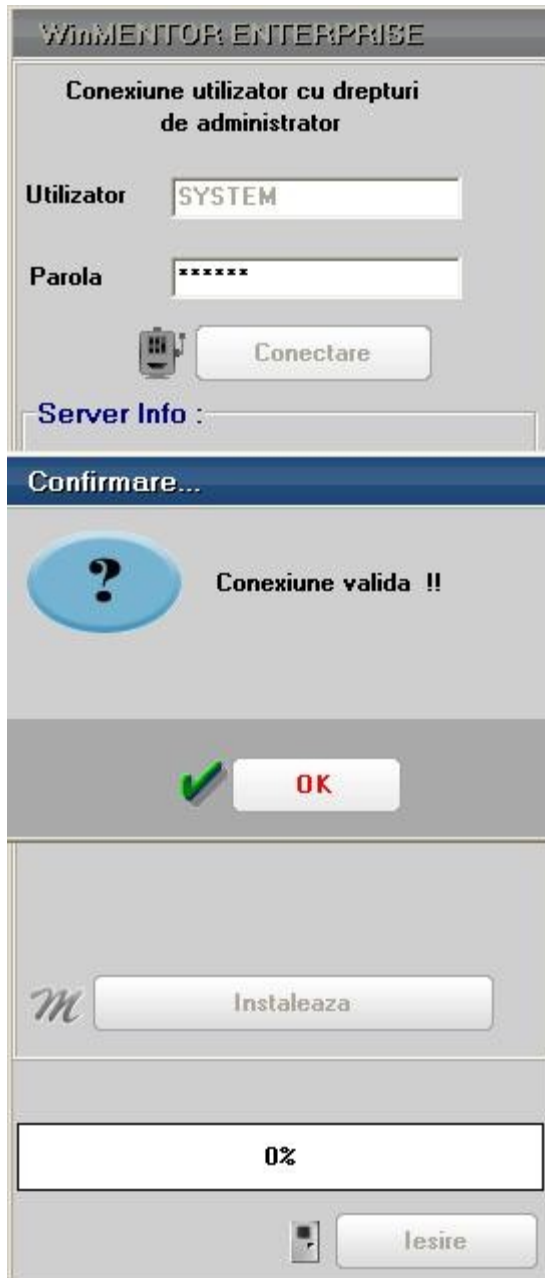 WinMENTOR ENTERPRISE
Conexiune utilizator cu drepturi
de administrator
Utilizator SYSTEM
Parola ******
Conectare
Server Info :
Confirmare...
? Conexiune valida !!
OK
M Instaleaza
0%
Iesire